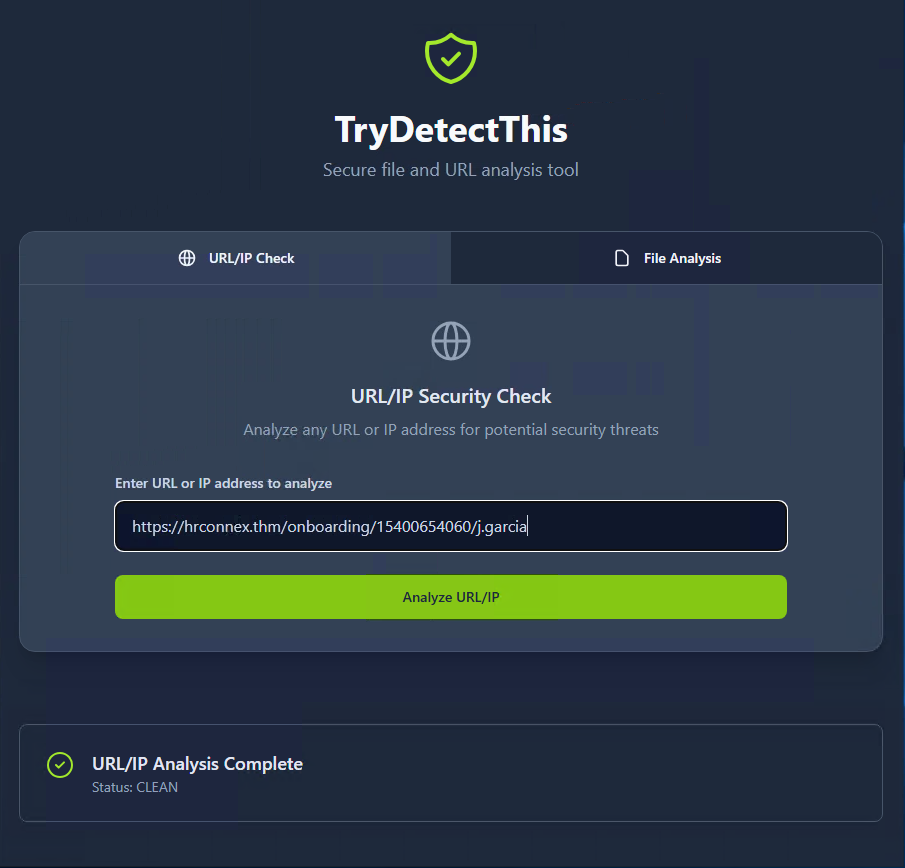 TryDetectThis
Secure file and URL analysis tool
URL/IP Check
File Analysis
URL/IP Security Check
Analyze any URL or IP address for potential security threats
Enter URL or IP address to analyze
https://hrconnex.thm/onboarding/15400654060/j.garcia
Analyze URL/IP
URL/IP Analysis Complete
Status: CLEAN